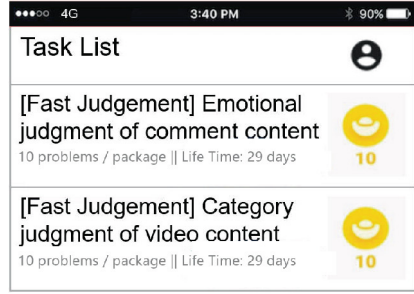 4G 3:40 PM 90%
Task List
[Fast Judgement] Emotional
judgment of comment content
10 problems / package || Life Time: 29 days
10
[Fast Judgement] Category
judgment of video content
10 problems / package || Life Time: 29 days
10